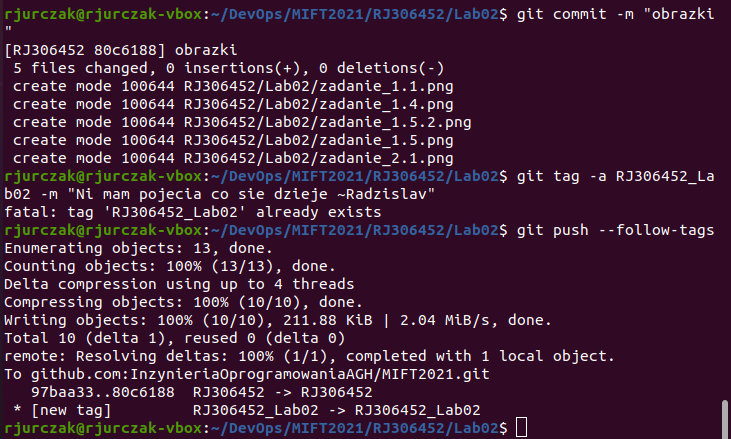 rjurczak@rjurczak-vbox:~/DevOps/MIFT2021/RJ306452/Lab02$ git commit -m "obrazki
"
[RJ306452 80c6188] obrazki
 5 files changed, 0 insertions(+), 0 deletions(-)
 create mode 100644 RJ306452/Lab02/zadanie_1.1.png
 create mode 100644 RJ306452/Lab02/zadanie_1.4.png
 create mode 100644 RJ306452/Lab02/zadanie_1.5.2.png
 create mode 100644 RJ306452/Lab02/zadanie_1.5.png
 create mode 100644 RJ306452/Lab02/zadanie_2.1.png
rjurczak@rjurczak-vbox:~/DevOps/MIFT2021/RJ306452/Lab02$ git tag -a RJ306452_La
b02 -m "Ni mam pojecia co sie dzieje ~Radzislav"
fatal: tag 'RJ306452_Lab02' already exists
rjurczak@rjurczak-vbox:~/DevOps/MIFT2021/RJ306452/Lab02$ git push --follow-tags
Enumerating objects: 13, done.
Counting objects: 100% (13/13), done.
Delta compression using up to 4 threads
Compressing objects: 100% (10/10), done.
Writing objects: 100% (10/10), 211.88 KiB | 2.04 MiB/s, done.
Total 10 (delta 1), reused 0 (delta 0)
remote: Resolving deltas: 100% (1/1), completed with 1 local object.
To github.com:InzynieriaOprogramowaniaAGH/MIFT2021.git
   97baa33..80c6188  RJ306452 -> RJ306452
 * [new tag]         RJ306452_Lab02 -> RJ306452_Lab02
rjurczak@rjurczak-vbox:~/DevOps/MIFT2021/RJ306452/Lab02$